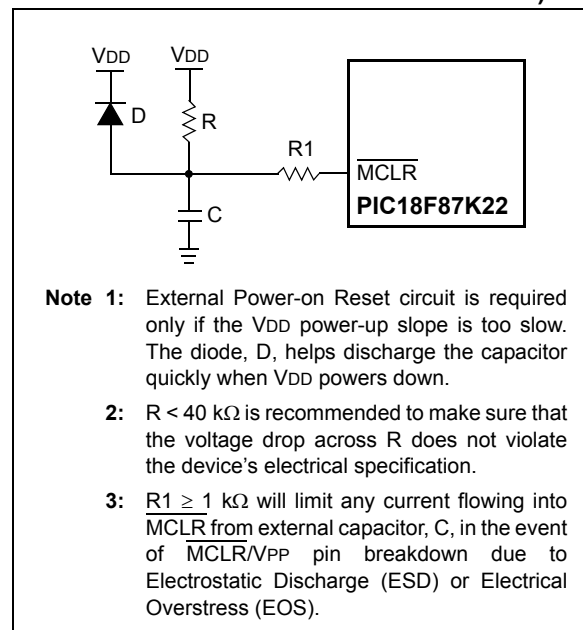 VDD VDD
D
R
R1
MCLR
PIC18F87K22
C
Note 1: External Power-on Reset circuit is required
only if the VDD power-up slope is too slow.
The diode, D, helps discharge the capacitor
quickly when VDD powers down.
2: R < 40 kΩ is recommended to make sure that
the voltage drop across R does not violate
the device’s electrical specification.
3: R1 ≥ 1 kΩ will limit any current flowing into
MCLR from external capacitor, C, in the event
of MCLR/VPP pin breakdown due to
Electrostatic Discharge (ESD) or Electrical
Overstress (EOS).